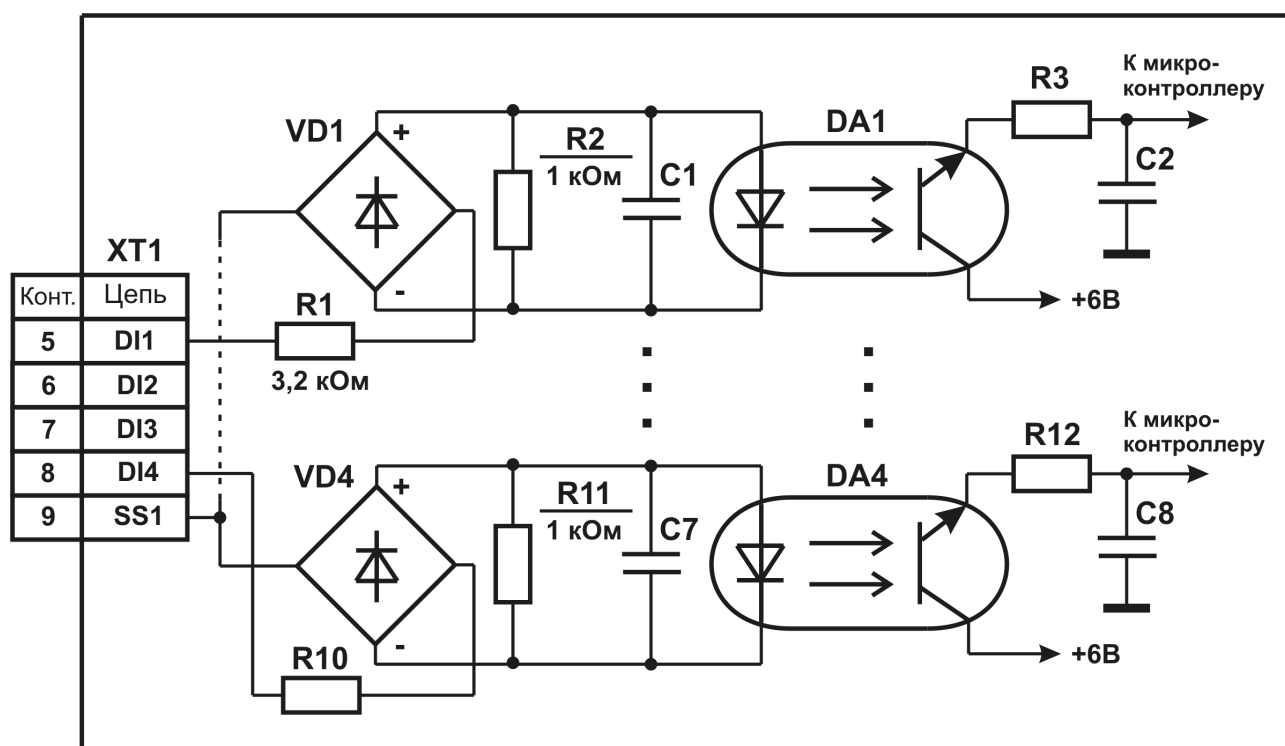 К микро-
контроллеру
R3
VD1
+
R2
1 кОм
C1
DA1
C2
XT1
-
R1
+6В
Конт. Цепь
5 DI1
3,2 кОм
6 DI2
7 DI3
8 DI4
9 SS1
К микро-
контроллеру
R12
VD4
+
R11
1 кОм
C7
DA4
C8
-
R10
+6В